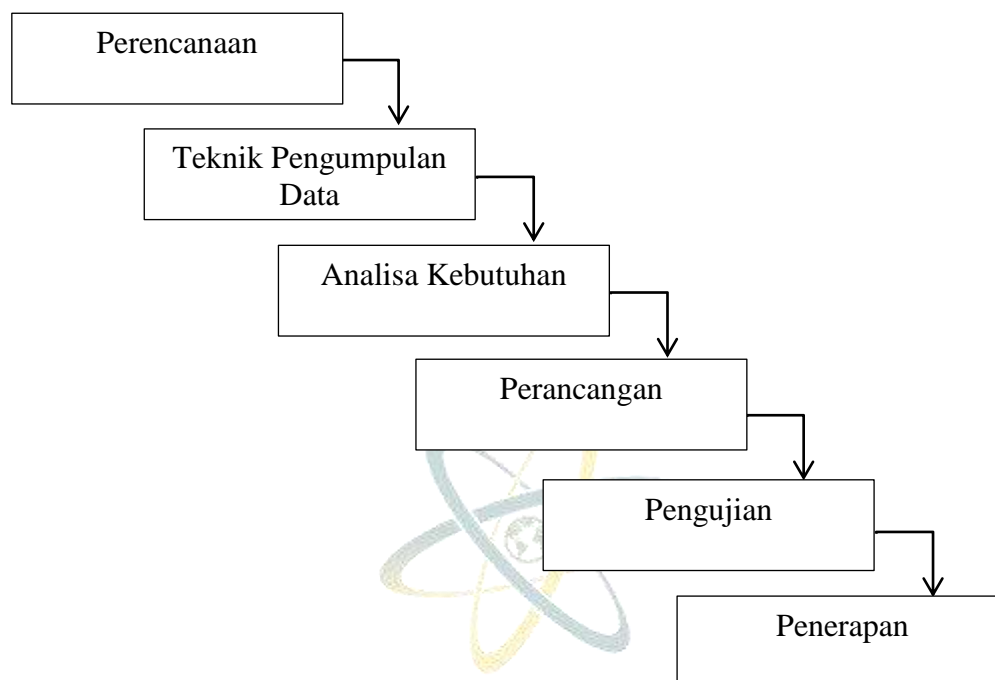 Perencanaan
Teknik Pengumpulan
Data
Analisa Kebutuhan
Perancangan
Pengujian
Penerapan